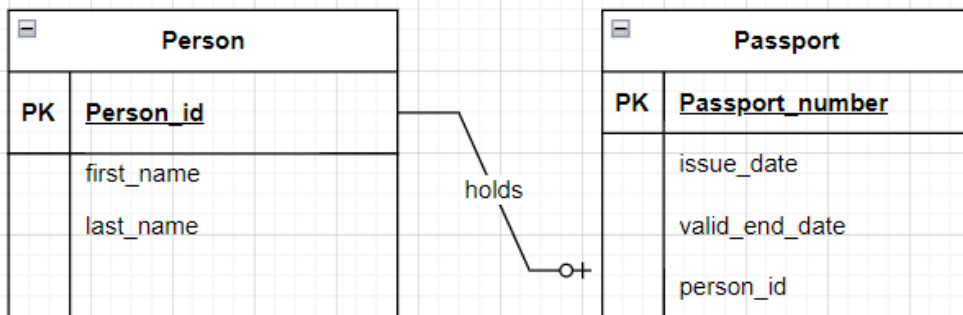 Person
PK Person_id
first_name
last_name
holds
Passport
PK Passport_number
issue_date
valid_end_date
person_id